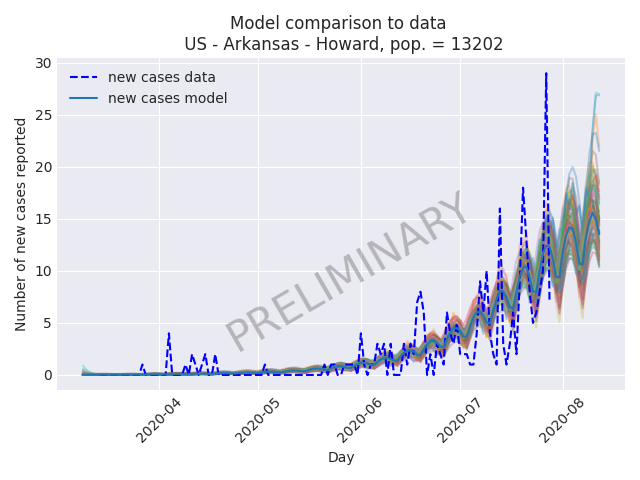 Model comparison to data
US - Arkansas - Howard, pop. = 13202
30
25
20
15
10
5
0
Number of new cases reported
new cases data
new cases model
PRELIMINARY
2020-04
2020-05
2020-06
2020-07
2020-08
Day